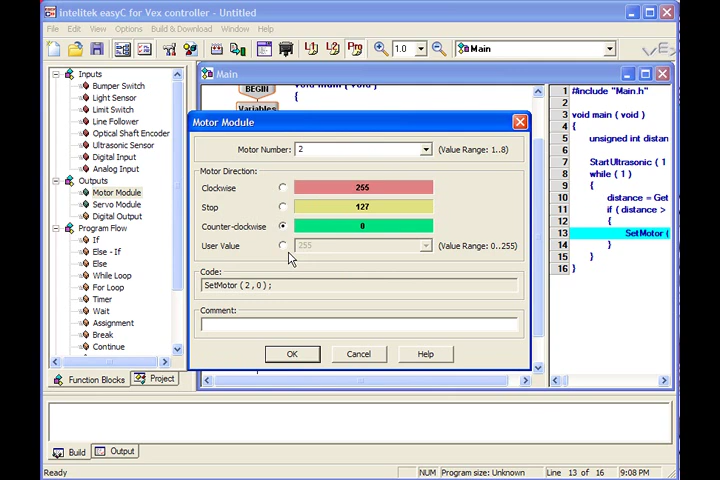 intelitek easyC for Vex controller - Untitled
File Edit View Options Build & Download Window Help
1.0 Main
Inputs
Bumper Switch
Light Sensor
Limit Switch
Line Follower
Optical Shaft Encoder
Ultrasonic Sensor
Digital Input
Analog Input
Outputs
Motor Module
Servo Module
Digital Output
Program Flow
If
Else - If
Else
While Loop
For Loop
Timer
Wait
Assignment
Break
Continue
Function Blocks Project
Main
BEGIN void main ( void )
{
Variables
Motor Module
Motor Number: 2 (Value Range: 1..8)
Motor Direction:
Clockwise 255
Stop 127
Counter-clockwise 0
User Value 255 (Value Range: 0..255)
Code:
SetMotor ( 2 , 0 ) ;
Comment:
OK Cancel Help
1 #include "Main.h"
2
3 void main ( void )
4 {
5 unsigned int distan
6
7 StartUltrasonic ( 1
8 while ( 1 )
9 {
10 distance = Get
11 if ( distance >
12 {
13 SetMotor (
14 }
15 }
16 }
Build Output
Ready NUM Program size: Unknown Line 13 of 16 9:08 PM